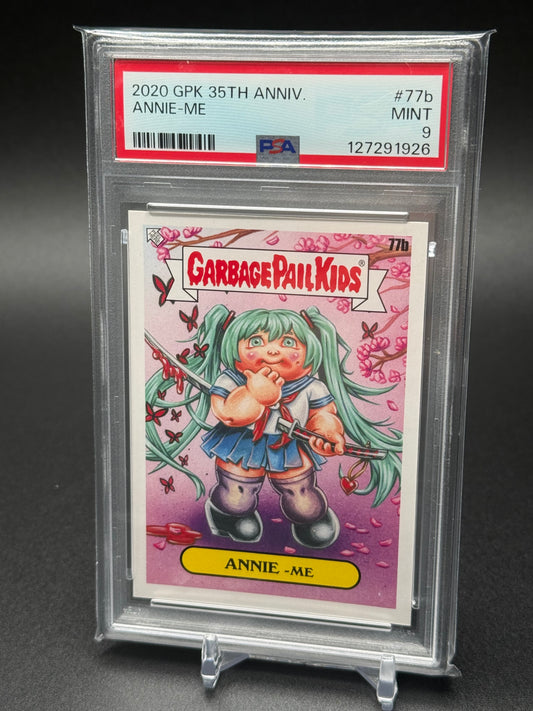 2020 GPK 35TH ANNIV. #77b
ANNIE-ME MINT
9
PSA 127291926
77b
GARBAGE PAIL KIDS®
ANNIE -ME